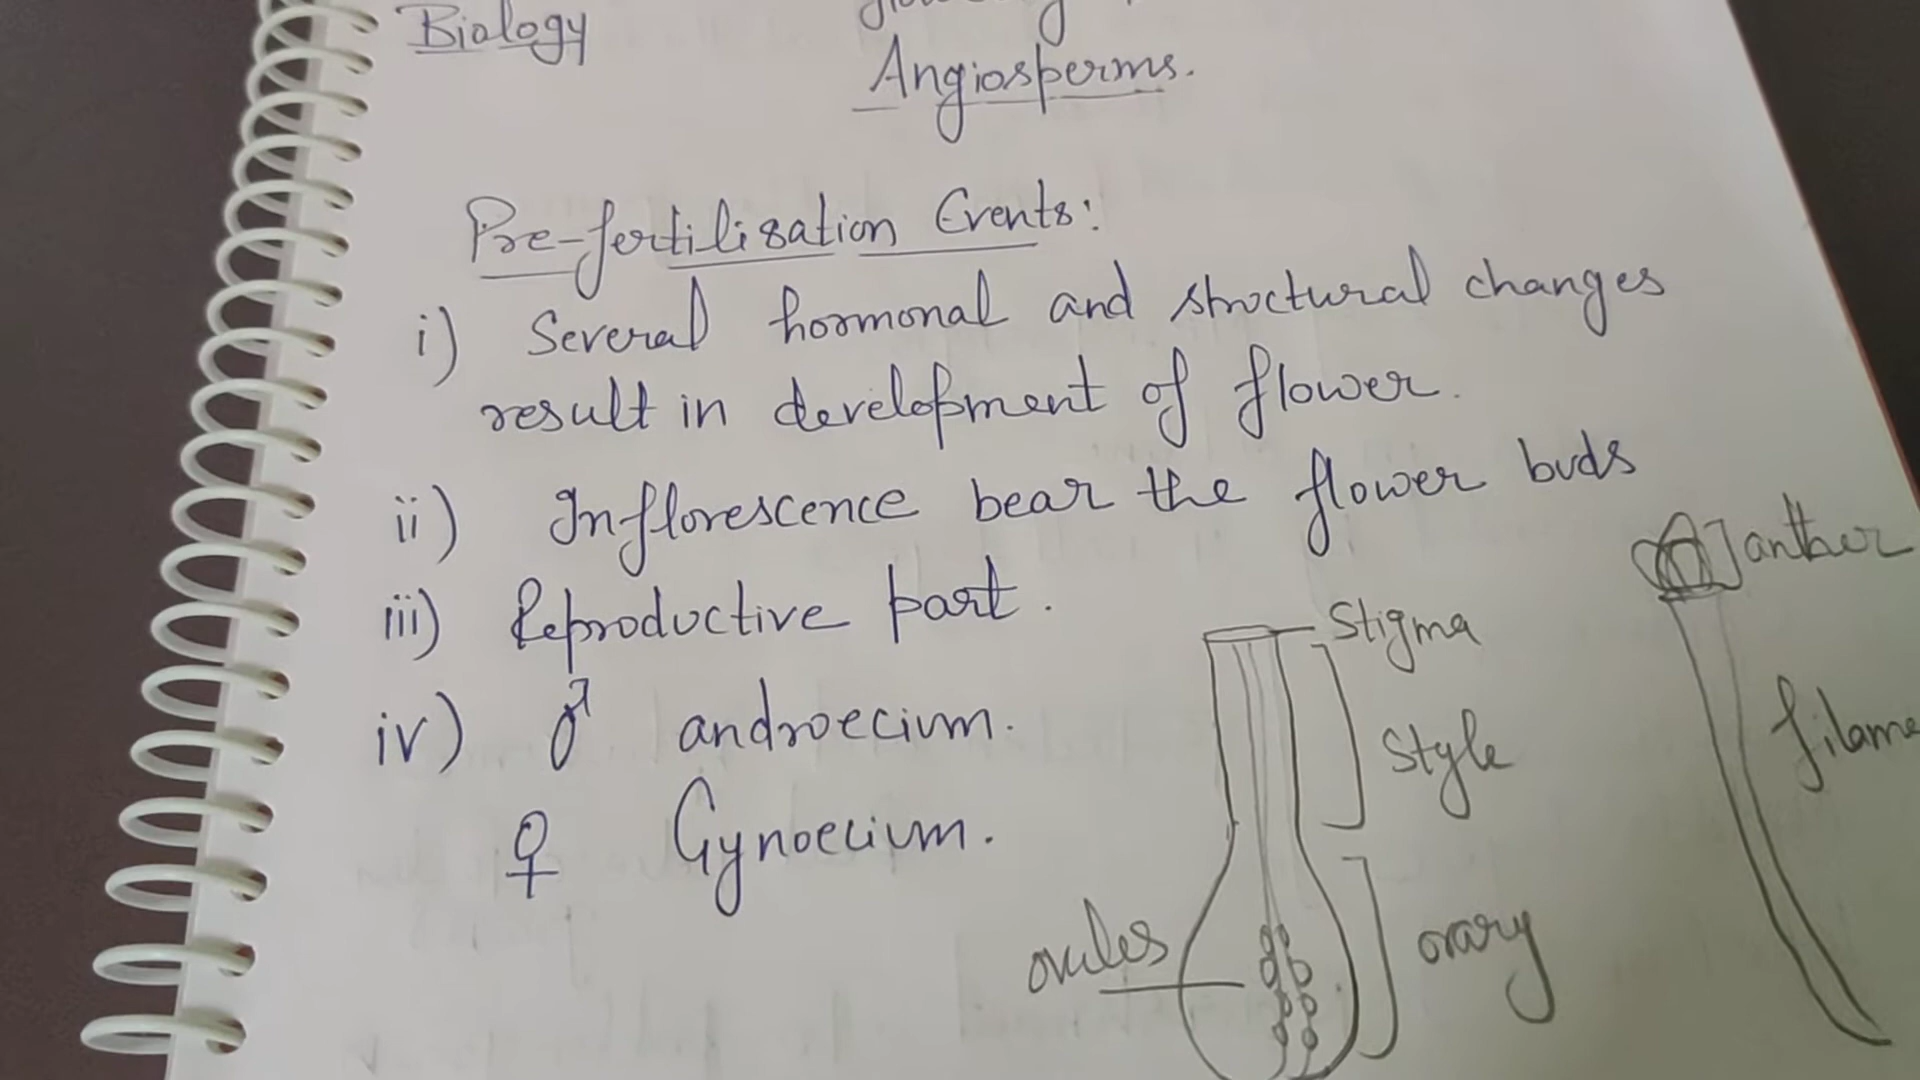 Biology
Angiosperms.
Pre-fertilisation Events:
i) Several hormonal and structural changes
result in development of flower.
ii) Inflorescence bear the flower buds
iii) Reproductive part.
iv) ♂ androecium.
♀ Gynoecium.
Stigma
Style
ovules
ovary
anther
filame